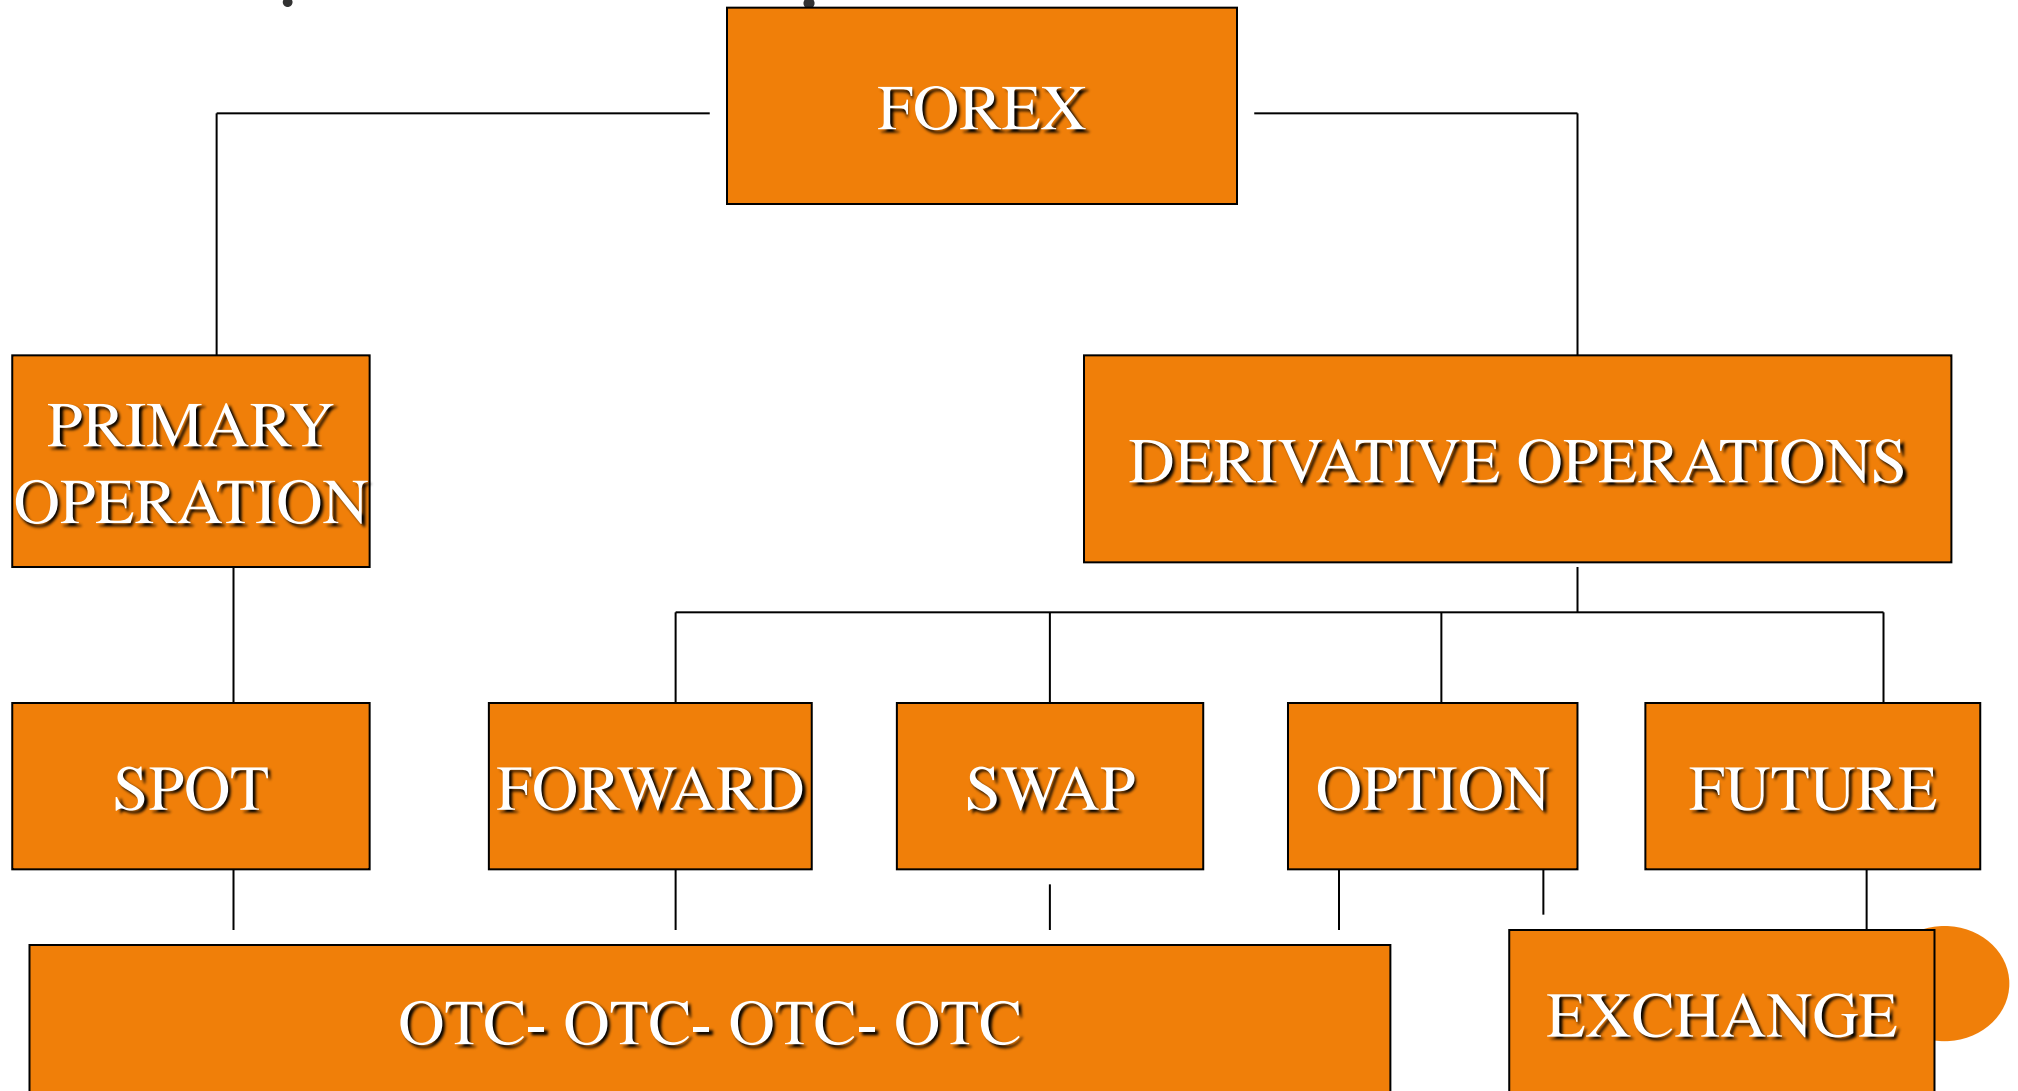 FOREX
PRIMARY
OPERATION
DERIVATIVE OPERATIONS
SPOT
FORWARD
SWAP
OPTION
FUTURE
OTC- OTC- OTC- OTC
EXCHANGE